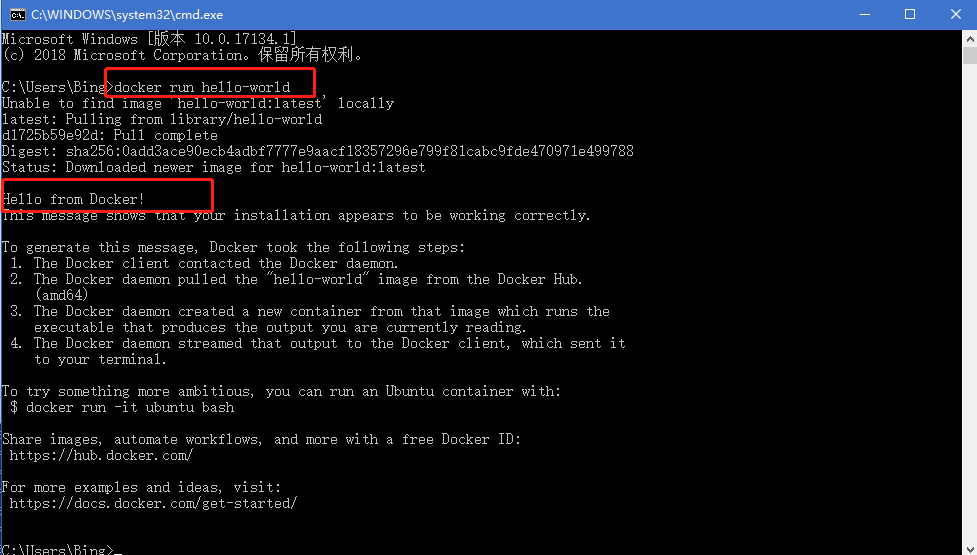 C:\WINDOWS\system32\cmd.exe
Microsoft Windows [版本 10.0.17134.1]
(c) 2018 Microsoft Corporation。保留所有权利。
C:\Users\Bing>docker run hello-world
Unable to find image 'hello-world:latest' locally
latest: Pulling from library/hello-world
d1725b59e92d: Pull complete
Digest: sha256:0add3ace90ecb4adbf7777e9aacf18357296e799f81cabc9fde470971e499788
Status: Downloaded newer image for hello-world:latest
Hello from Docker!
This message shows that your installation appears to be working correctly.
To generate this message, Docker took the following steps:
1. The Docker client contacted the Docker daemon.
2. The Docker daemon pulled the "hello-world" image from the Docker Hub.
(amd64)
3. The Docker daemon created a new container from that image which runs the
executable that produces the output you are currently reading.
4. The Docker daemon streamed that output to the Docker client, which sent it
to your terminal.
To try something more ambitious, you can run an Ubuntu container with:
$ docker run -it ubuntu bash
Share images, automate workflows, and more with a free Docker ID:
https://hub.docker.com/
For more examples and ideas, visit:
https://docs.docker.com/get-started/
C:\Users\Bing>_